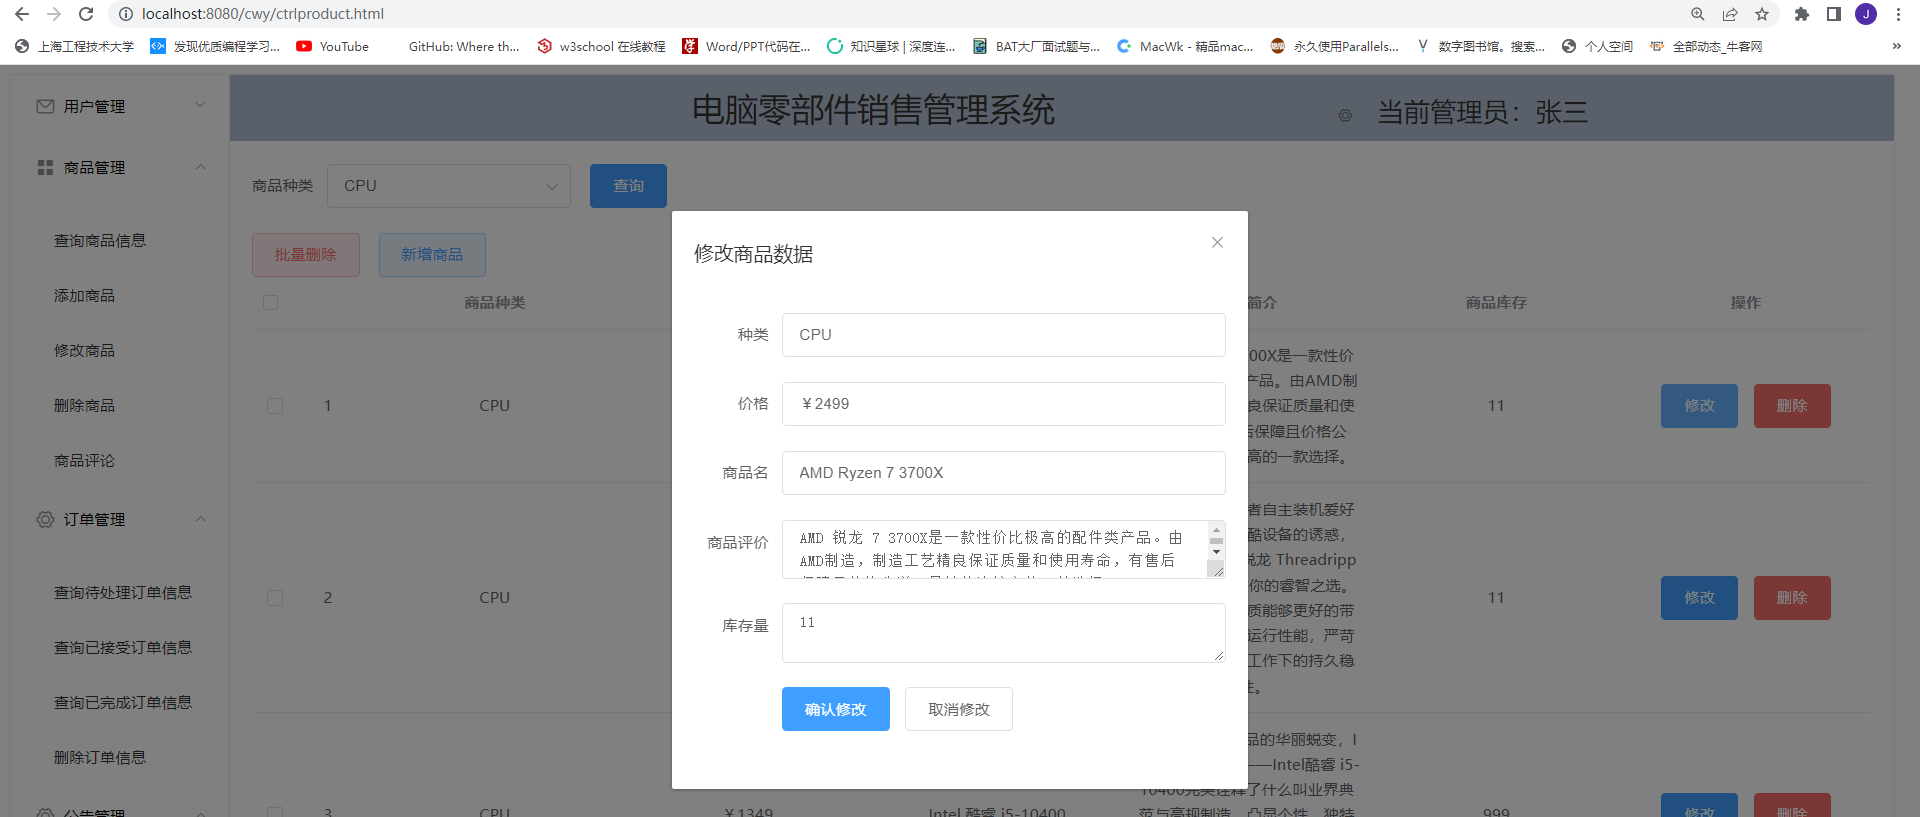 localhost:8080/cwy/ctrlproduct.html
J
上海工程技术大学
发现优质编程学习...
YouTube
GitHub: Where th...
w3school 在线教程
Word/PPT代码在...
知识星球 | 深度连...
BAT大厂面试题与...
MacWk - 精品mac...
永久使用Parallels...
数字图书馆。搜索...
个人空间
全部动态_牛客网
»
用户管理
电脑零部件销售管理系统
当前管理员：张三
商品管理
商品种类
CPU
查询
查询商品信息
批量删除
新增商品
修改商品数据
添加商品
商品种类
简介
商品库存
操作
种类
CPU
修改商品
00X是一款性价
产品。由AMD制
删除商品
1
CPU
价格
￥2499
良保证质量和使
11
修改
删除
后保障且价格公
高的一款选择。
商品评论
商品名
AMD Ryzen 7 3700X
订单管理
者自主装机爱好
酷设备的诱惑，
商品评价
AMD 锐龙 7 3700X是一款性价比极高的配件类产品。由
AMD制造，制造工艺精良保证质量和使用寿命，有售后
锐龙 Threadripp
你的睿智之选。
查询待处理订单信息
2
CPU
质能够更好的带
11
修改
删除
库存量
11
运行性能，严苛
工作下的持久稳
性。
查询已接受订单信息
查询已完成订单信息
确认修改
取消修改
删除订单信息
品的华丽蜕变，I
——Intel酷睿 i5-
10400完美诠释了什么叫业界典
公告管理
3
CPU
￥1349
Intel 酷睿 i5-10400
范与高规制造，凸显个性，独特
999
修改
删除